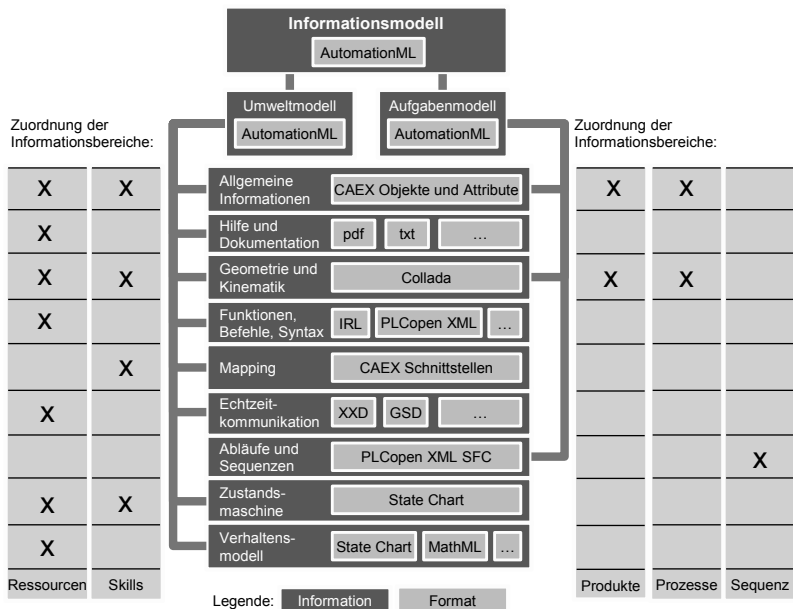 Informationsmodell
AutomationML
Umweltmodell
AutomationML
Aufgabenmodell
AutomationML
Zuordnung der
Informationsbereiche:
Zuordnung der
Informationsbereiche:
X X
Allgemeine
Informationen
CAEX Objekte und Attribute
X X
X
Hilfe und
Dokumentation
pdf txt ...
X X
Geometrie und
Kinematik
Collada
X X
X
Funktionen,
Befehle, Syntax
IRL PLCopen XML ...
X
Mapping
CAEX Schnittstellen
X
Echtzeit-
kommunikation
XXD GSD ...
Abläufe und
Sequenzen
PLCopen XML SFC
X
X X
Zustands-
maschine
State Chart
X
Verhaltens-
modell
State Chart MathML ...
Ressourcen Skills
Produkte Prozesse Sequenz
Legende: Information Format